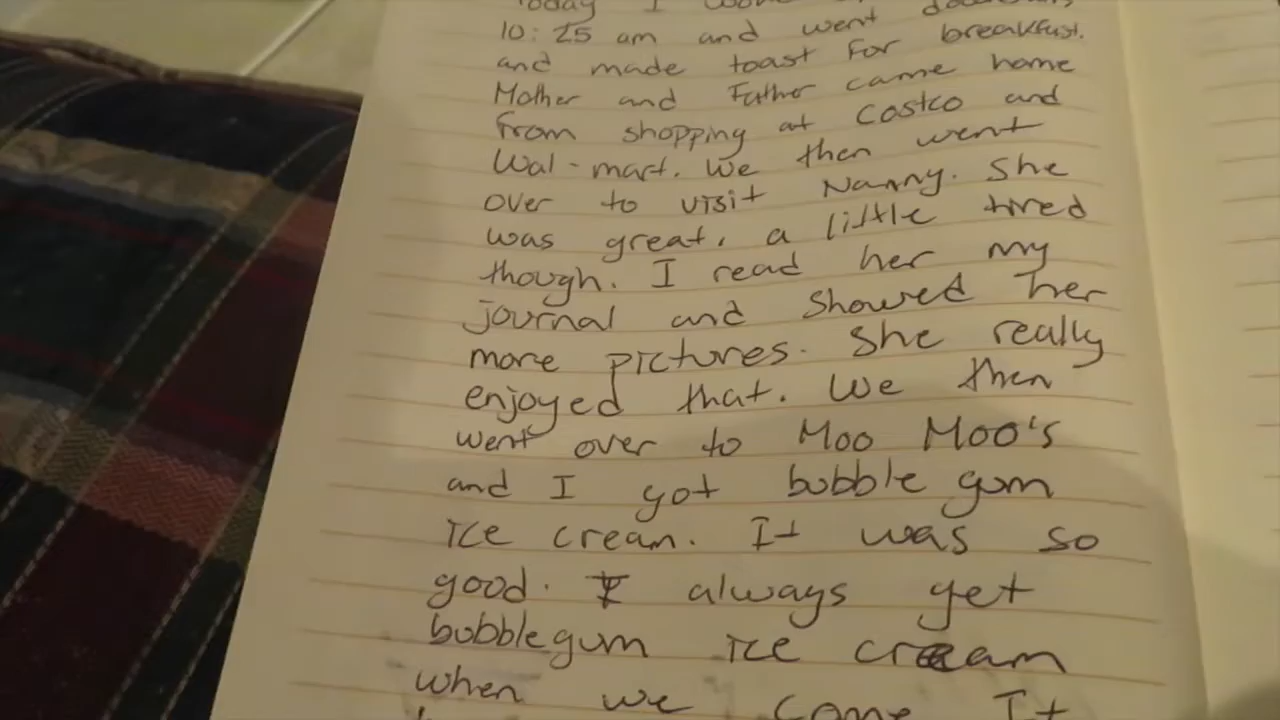 Today I
10:25 am and went
and made toast for breakfast.
Mother and Father came home
from shopping at Costco and
Wal-mart. We then went
over to visit Nanny. She
was great, a little tired
though. I read her my
journal and showed her
more pictures. She really
enjoyed that. We then
went over to Moo Moo's
and I got bubble gum
ice crean. It was so
good. I always get
bubblegum ice cream
when we come It